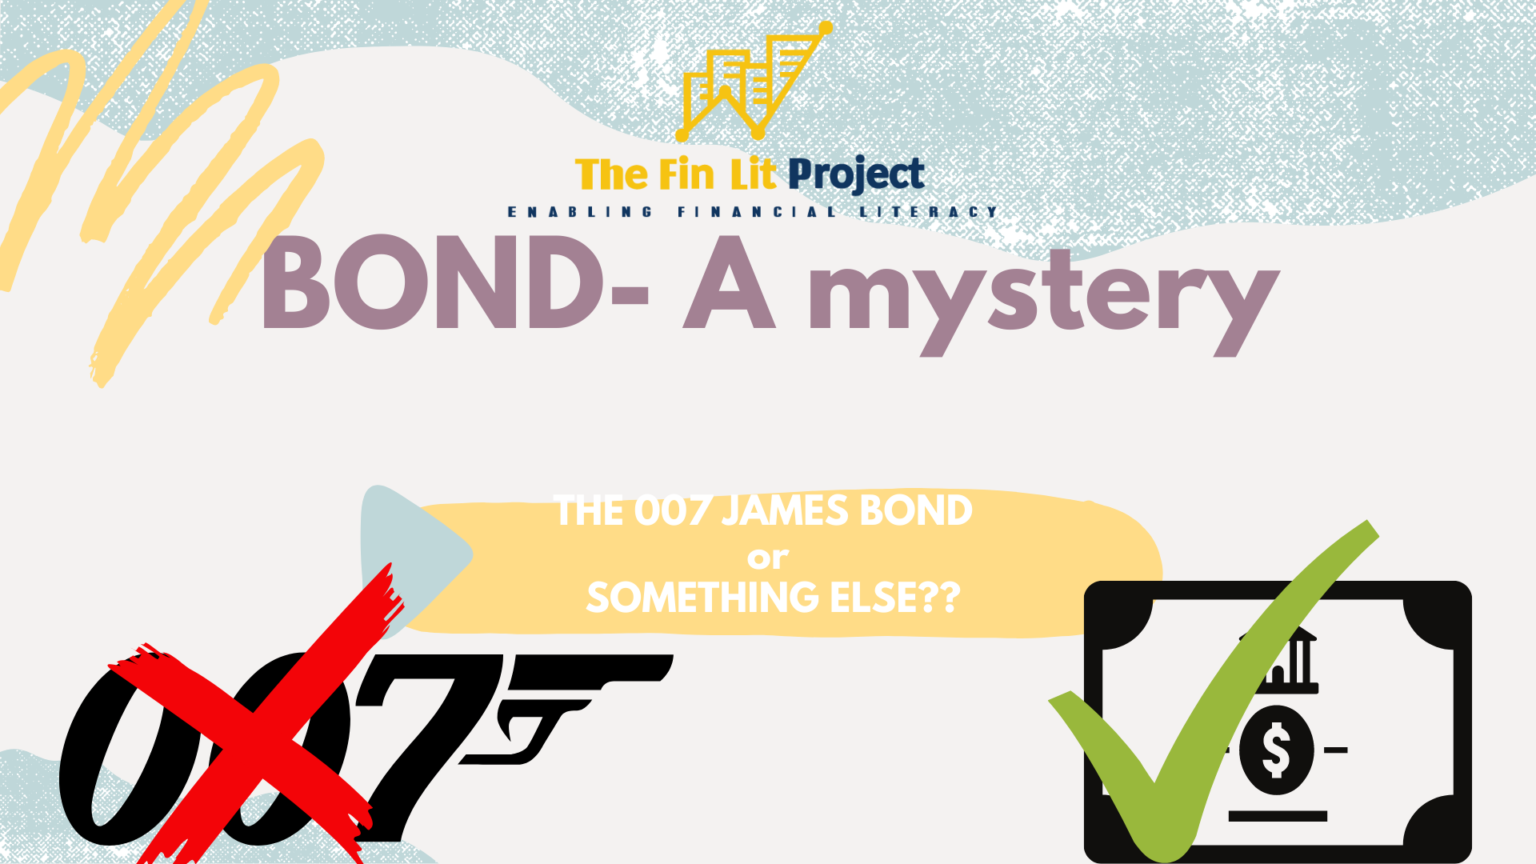 The Fin Lit Project
ENABLING FINANCIAL LITERACY
BOND- A mystery
THE 007 JAMES BOND
or
SOMETHING ELSE??
007
$